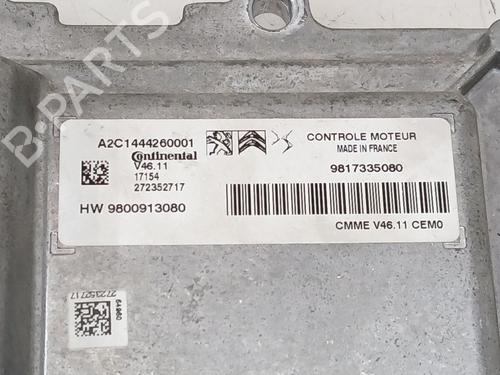 B-PARTS
A2C1444260001
Continental
V46.11
17154
272352717
HW 9800913080
CONTROLE MOTEUR
MADE IN FRANCE
9817335080
CMME V46.11 CEM0
272352717